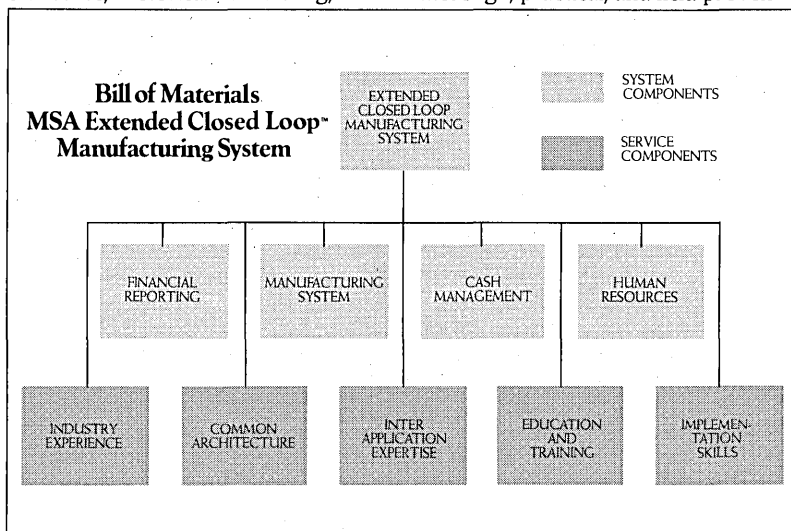 Bill of Materials
MSA Extended Closed Loop™
Manufacturing System
EXTENDED
CLOSED LOOP
MANUFACTURING
SYSTEM
SYSTEM
COMPONENTS
SERVICE
COMPONENTS
FINANCIAL
REPORTING
MANUFACTURING
SYSTEM
CASH
MANAGEMENT
HUMAN
RESOURCES
INDUSTRY
EXPERIENCE
COMMON
ARCHITECTURE
INTER
APPLICATION
EXPERTISE
EDUCATION
AND
TRAINING
IMPLEMEN-
TATION
SKILLS